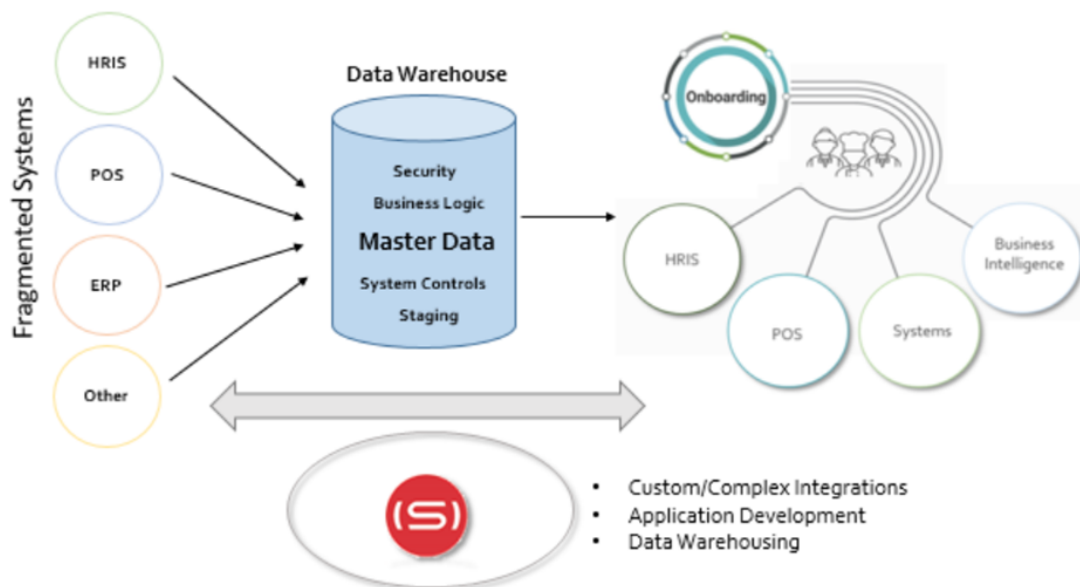 Fragmented Systems
HRIS
POS
ERP
Other
Data Warehouse
Security
Business Logic
Master Data
System Controls
Staging
Onboarding
HRIS
POS
Systems
Business
Intelligence
(S)
• Custom/Complex Integrations
• Application Development
• Data Warehousing